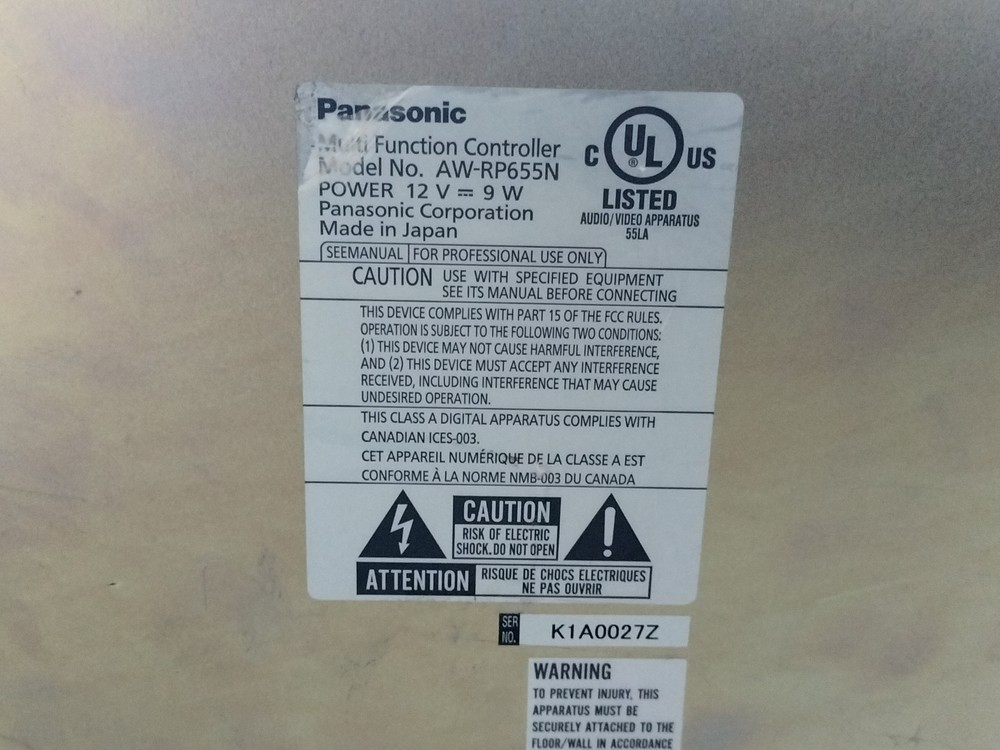 Panasonic
Multi Function Controller
Model No. AW-RP655N
POWER 12 V ⎓ 9 W
Panasonic Corporation
Made in Japan
C UL ® US
LISTED
AUDIO/VIDEO APPARATUS
55LA
SEEMANUAL FOR PROFESSIONAL USE ONLY
CAUTION USE WITH SPECIFIED EQUIPMENT
SEE ITS MANUAL BEFORE CONNECTING
THIS DEVICE COMPLIES WITH PART 15 OF THE FCC RULES.
OPERATION IS SUBJECT TO THE FOLLOWING TWO CONDITIONS:
(1) THIS DEVICE MAY NOT CAUSE HARMFUL INTERFERENCE,
AND (2) THIS DEVICE MUST ACCEPT ANY INTERFERENCE
RECEIVED, INCLUDING INTERFERENCE THAT MAY CAUSE
UNDESIRED OPERATION.
THIS CLASS A DIGITAL APPARATUS COMPLIES WITH
CANADIAN ICES-003.
CET APPAREIL NUMÉRIQUE DE LA CLASSE A EST
CONFORME À LA NORME NMB-003 DU CANADA
CAUTION
RISK OF ELECTRIC
SHOCK. DO NOT OPEN
!
ATTENTION RISQUE DE CHOCS ELECTRIQUES
NE PAS OUVRIR
SER NO. K1A0027Z
WARNING
TO PREVENT INJURY, THIS
APPARATUS MUST BE
SECURELY ATTACHED TO THE
FLOOR/WALL IN ACCORDANCE